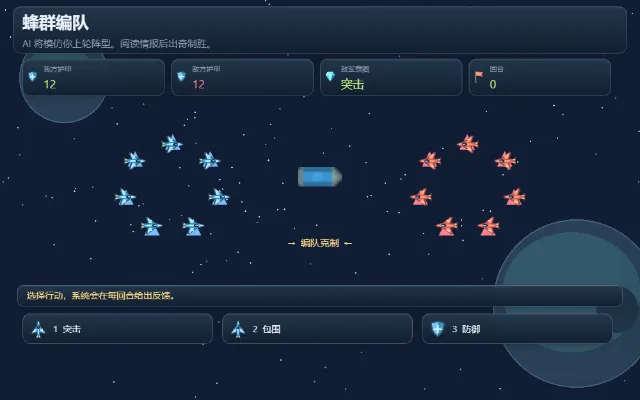 蜂群编队
AI 将模仿你上轮阵型。阅读情报后出奇制胜。
我方护甲
12
敌方护甲
12
敌军意图
突击
回合
0
→ 编队克制 ←
选择行动，系统会在每回合给出反馈。
1 突击
2 包围
3 防御